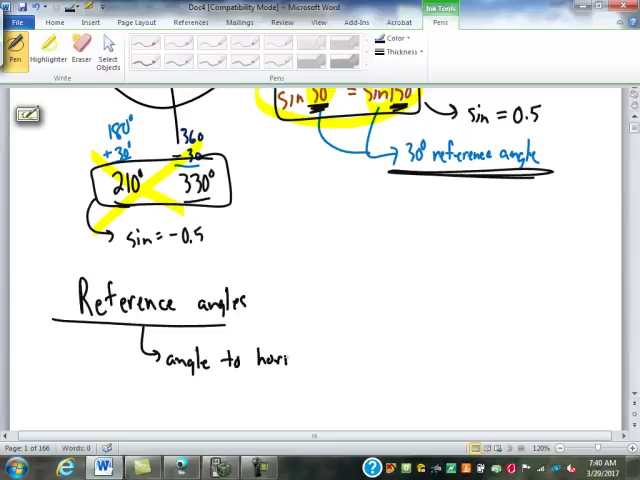 Doc4 [Compatibility Mode] - Microsoft Word
Ink Tools
File Home Insert Page Layout References Mailings Review View Add-Ins Acrobat Pens
Pen Highlighter Eraser Select Objects
Color
Thickness
Write Pens
sin 30 = sin 150
sin = 0.5
180°
+ 30°
360
- 30
30° reference angle
210° 330°
sin = -0.5
Reference angles
angle to hori
Page: 1 of 166 Words: 0 120%
7:40 AM
3/29/2017